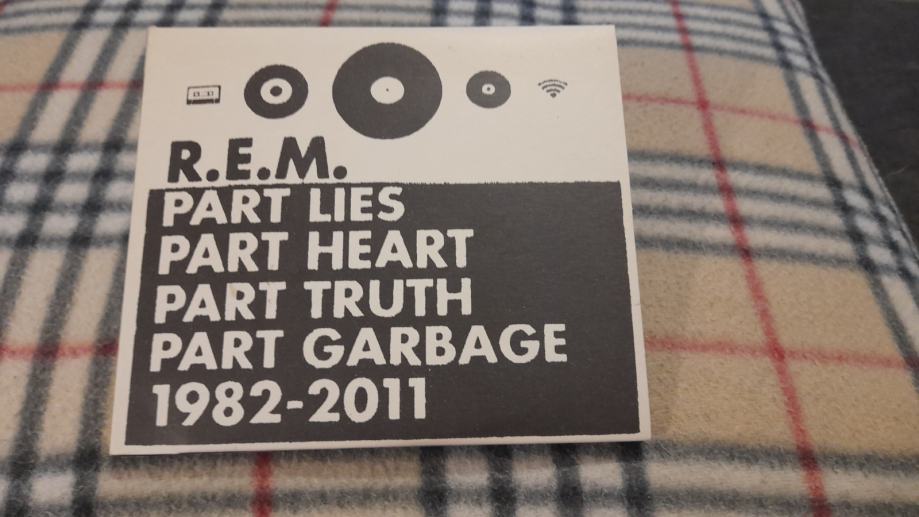 R.E.M.
PART LIES
PART HEART
PART TRUTH
PART GARBAGE
1982-2011